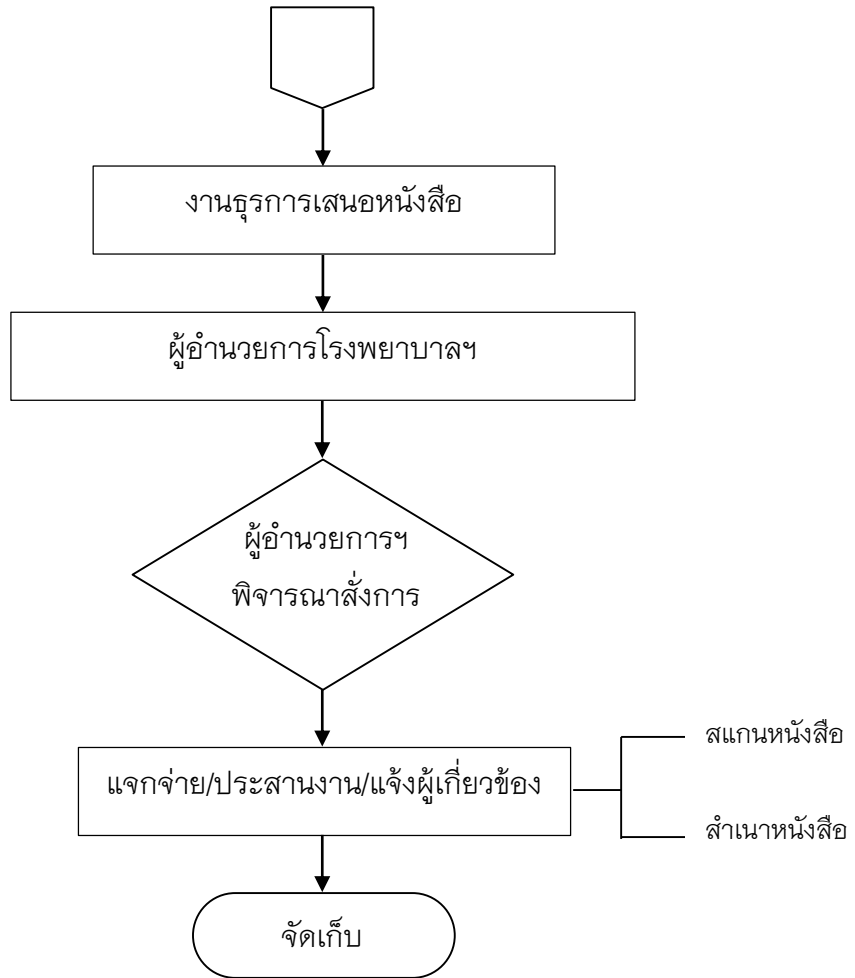 งานธุรการเสนอหนังสือ
ผู้อำนวยการโรงพยาบาลฯ
ผู้อำนวยการฯ
พิจารณาสั่งการ
แจกจ่าย/ประสานงาน/แจ้งผู้เกี่ยวข้อง
สแกนหนังสือ
สำเนาหนังสือ
จัดเก็บ